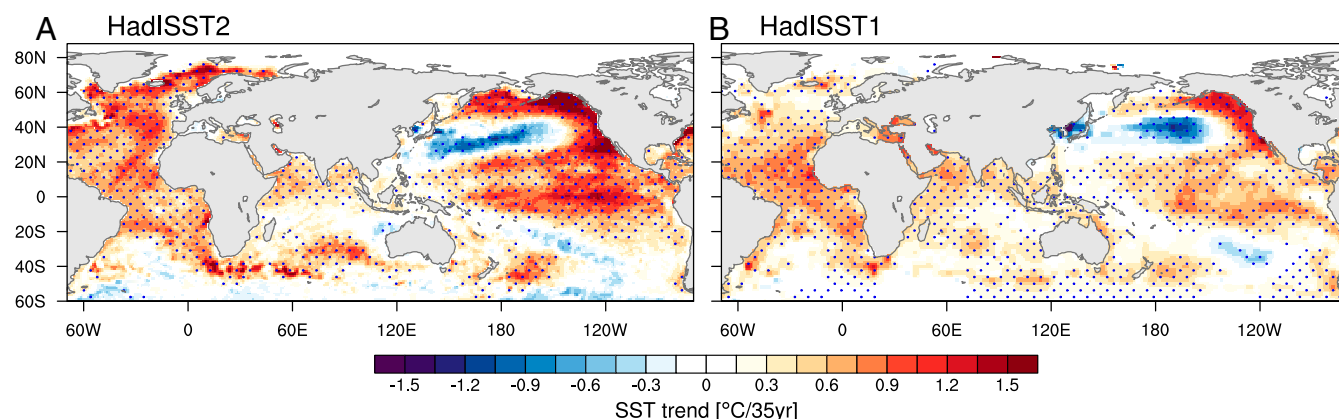 A HadISST2
B HadISST1
80N
60N
40N
20N
0
20S
40S
60S
60W 0 60E 120E 180 120W
60W 0 60E 120E 180 120W
-1.5 -1.2 -0.9 -0.6 -0.3 0 0.3 0.6 0.9 1.2 1.5
SST trend [°C/35yr]